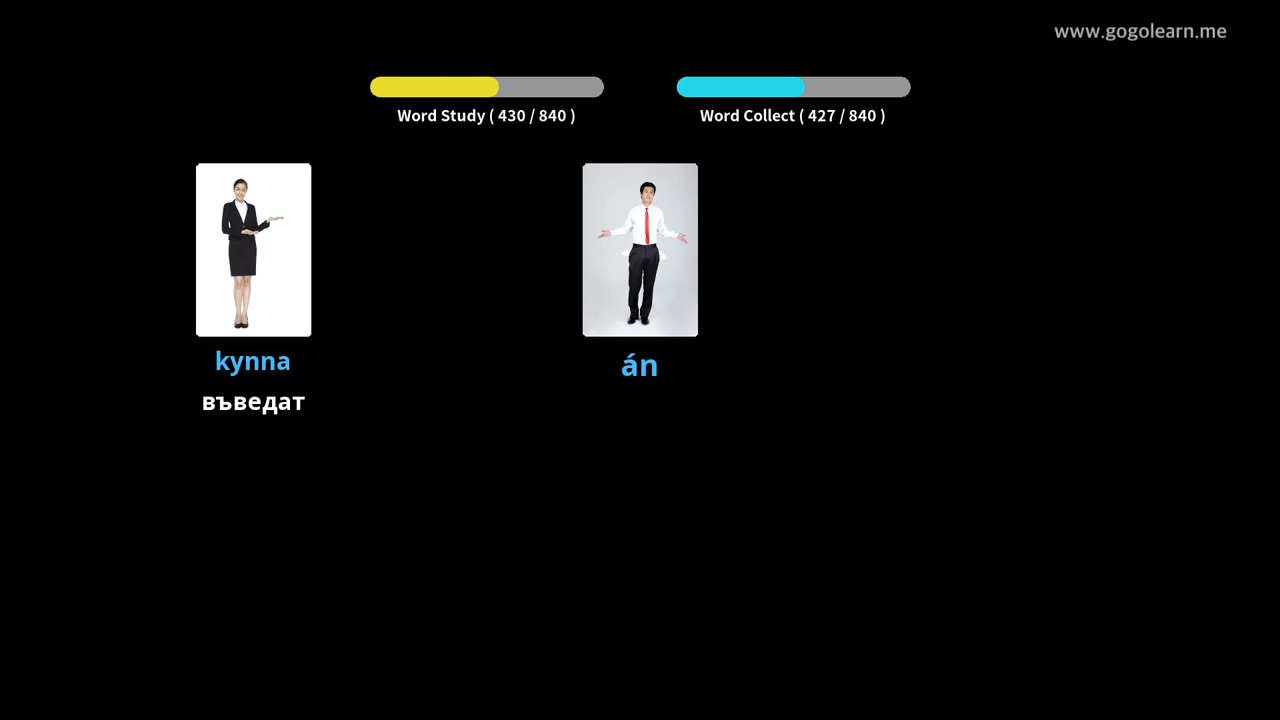 www.gogolearn.me
Word Study ( 430 / 840 )
Word Collect ( 427 / 840 )
kynna
въведат
án